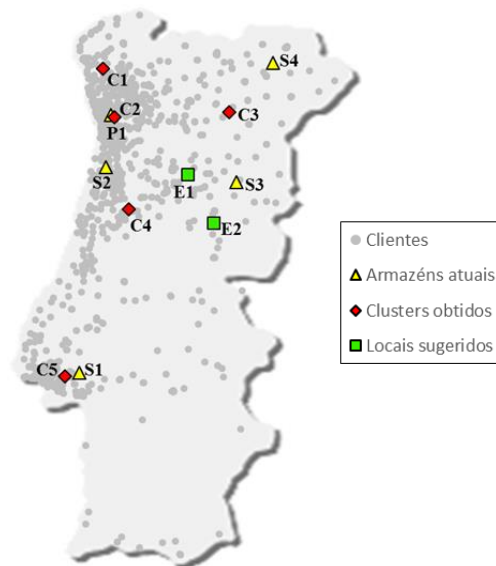 S4
C1
C2
C3
P1
S2
E1
S3
C4
E2
Clientes
Armazéns atuais
Clusters obtidos
Locais sugeridos
C5
S1